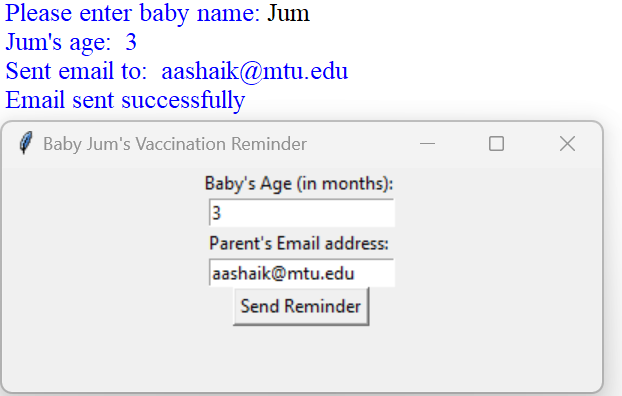 Please enter baby name: Jum
Jum's age:  3
Sent email to:  aashaik@mtu.edu
Email sent successfully
Baby Jum's Vaccination Reminder
Baby's Age (in months):
3
Parent's Email address:
aashaik@mtu.edu
Send Reminder